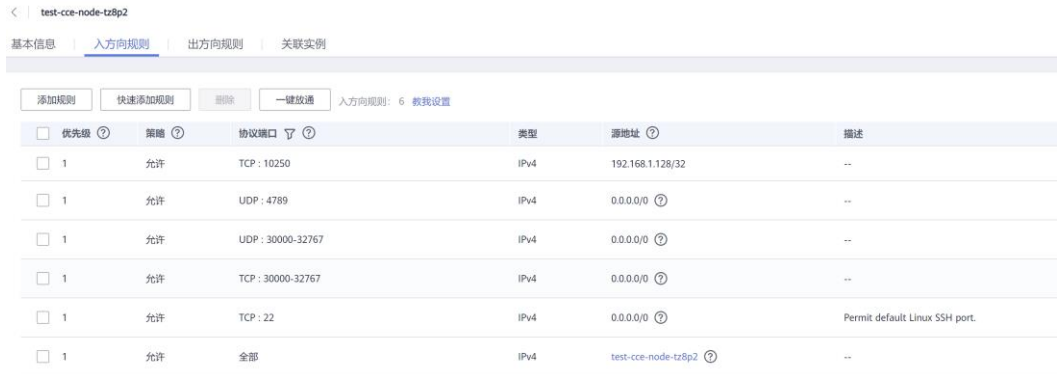 < test-cce-node-tz8p2
基本信息 入方向规则 出方向规则 关联实例
添加规则 快速添加规则 删除 一键放通 入方向规则: 6 教我设置
优先级 ? 策略 ? 协议端口 ? 类型 源地址 ? 描述
1 允许 TCP : 10250 IPv4 192.168.1.128/32 --
1 允许 UDP : 4789 IPv4 0.0.0.0/0 ? --
1 允许 UDP : 30000-32767 IPv4 0.0.0.0/0 ? --
1 允许 TCP : 30000-32767 IPv4 0.0.0.0/0 ? --
1 允许 TCP : 22 IPv4 0.0.0.0/0 ? Permit default Linux SSH port.
1 允许 全部 IPv4 test-cce-node-tz8p2 ? --